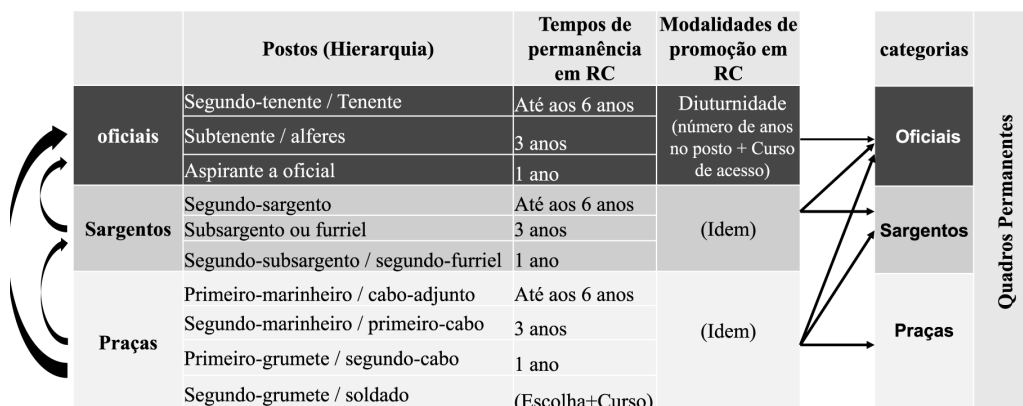 Postos (Hierarquia)
Tempos de
permanência
em RC
Modalidades de
promoção em
RC
categorias
oficiais
Segundo-tenente / Tenente
Até aos 6 anos
Subtenente / alferes
3 anos
Aspirante a oficial
1 ano
Diuturnidade
(número de anos
no posto + Curso
de acesso)
Oficiais
Sargentos
Segundo-sargento
Até aos 6 anos
Subsargento ou furriel
3 anos
Segundo-subsargento / segundo-furriel
1 ano
(Idem)
Sargentos
Praças
Primeiro-marinheiro / cabo-adjunto
Até aos 6 anos
Segundo-marinheiro / primeiro-cabo
3 anos
Primeiro-grumete / segundo-cabo
1 ano
Segundo-grumete / soldado
(Escolha+Curso)
(Idem)
Praças
Quadros Permanentes